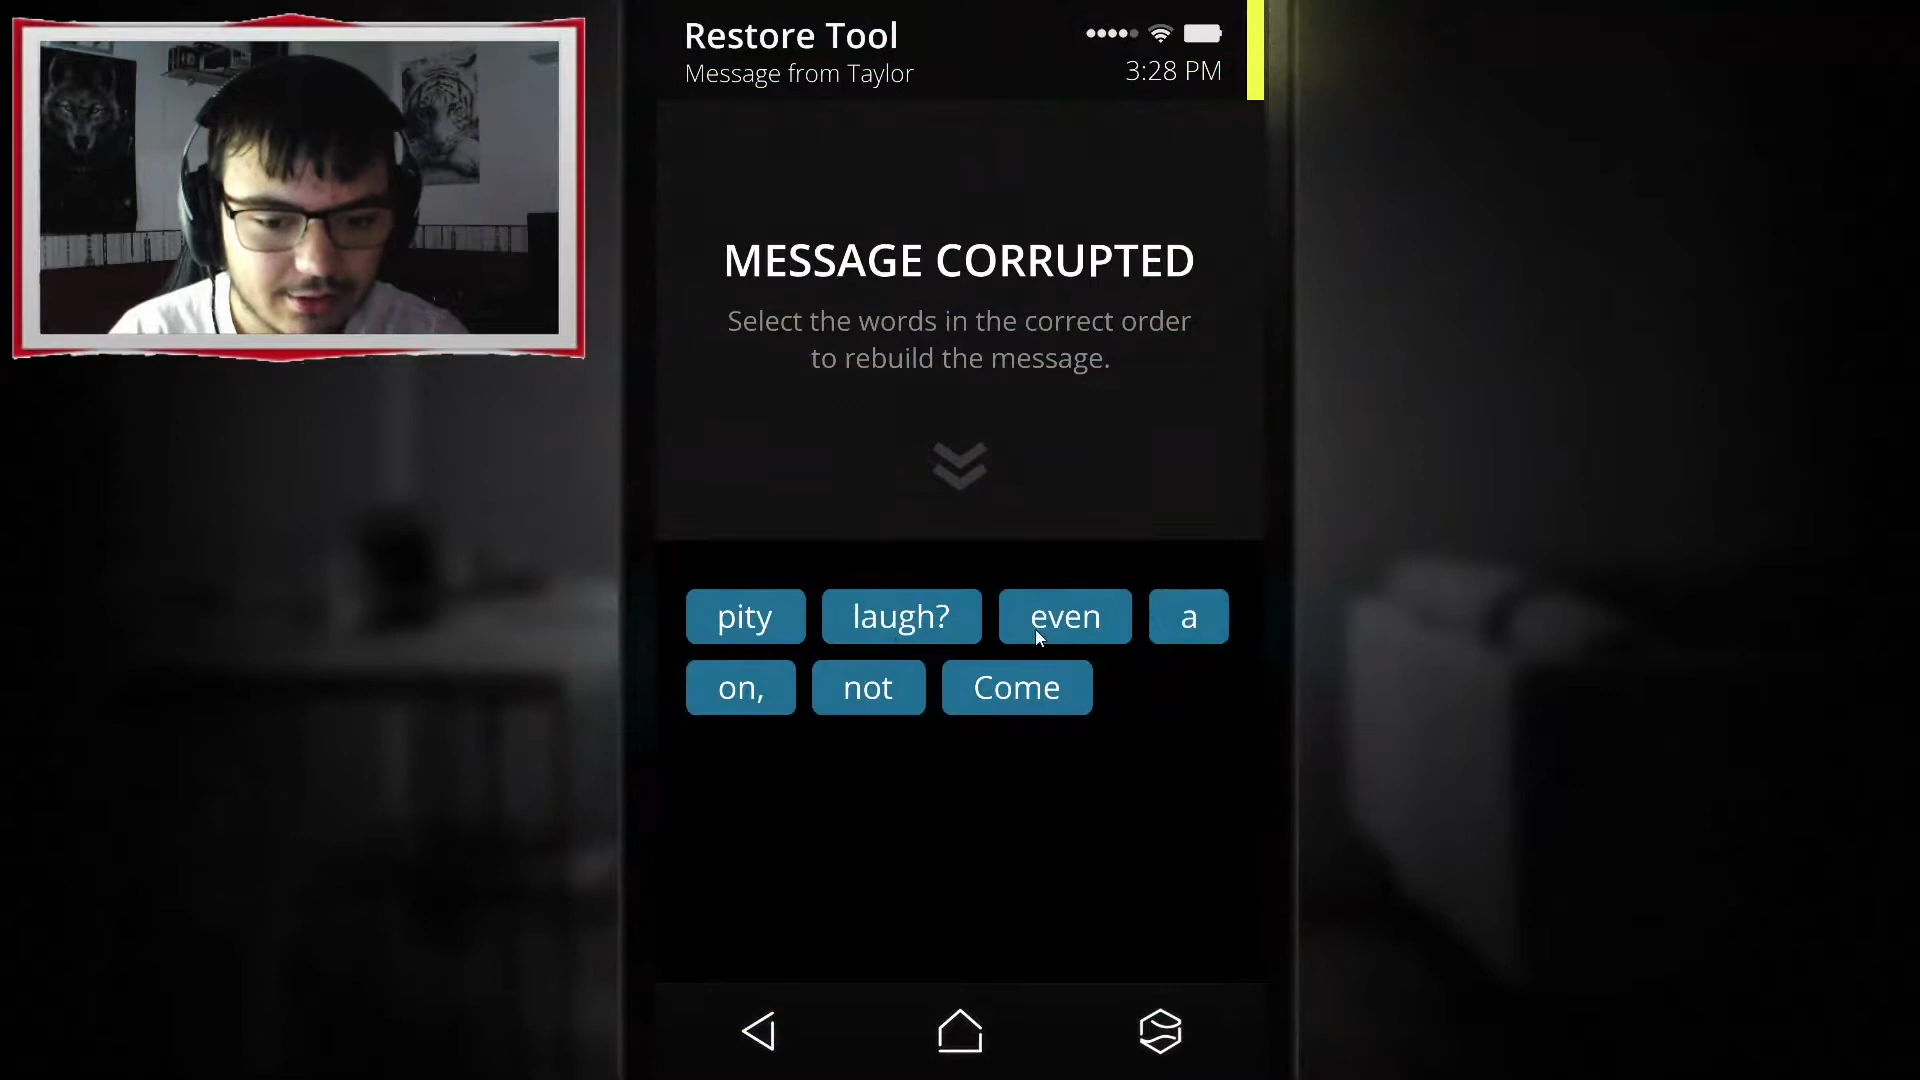 Restore Tool
Message from Taylor
3:28 PM
MESSAGE CORRUPTED
Select the words in the correct order
to rebuild the message.
pity laugh? even a
on, not Come